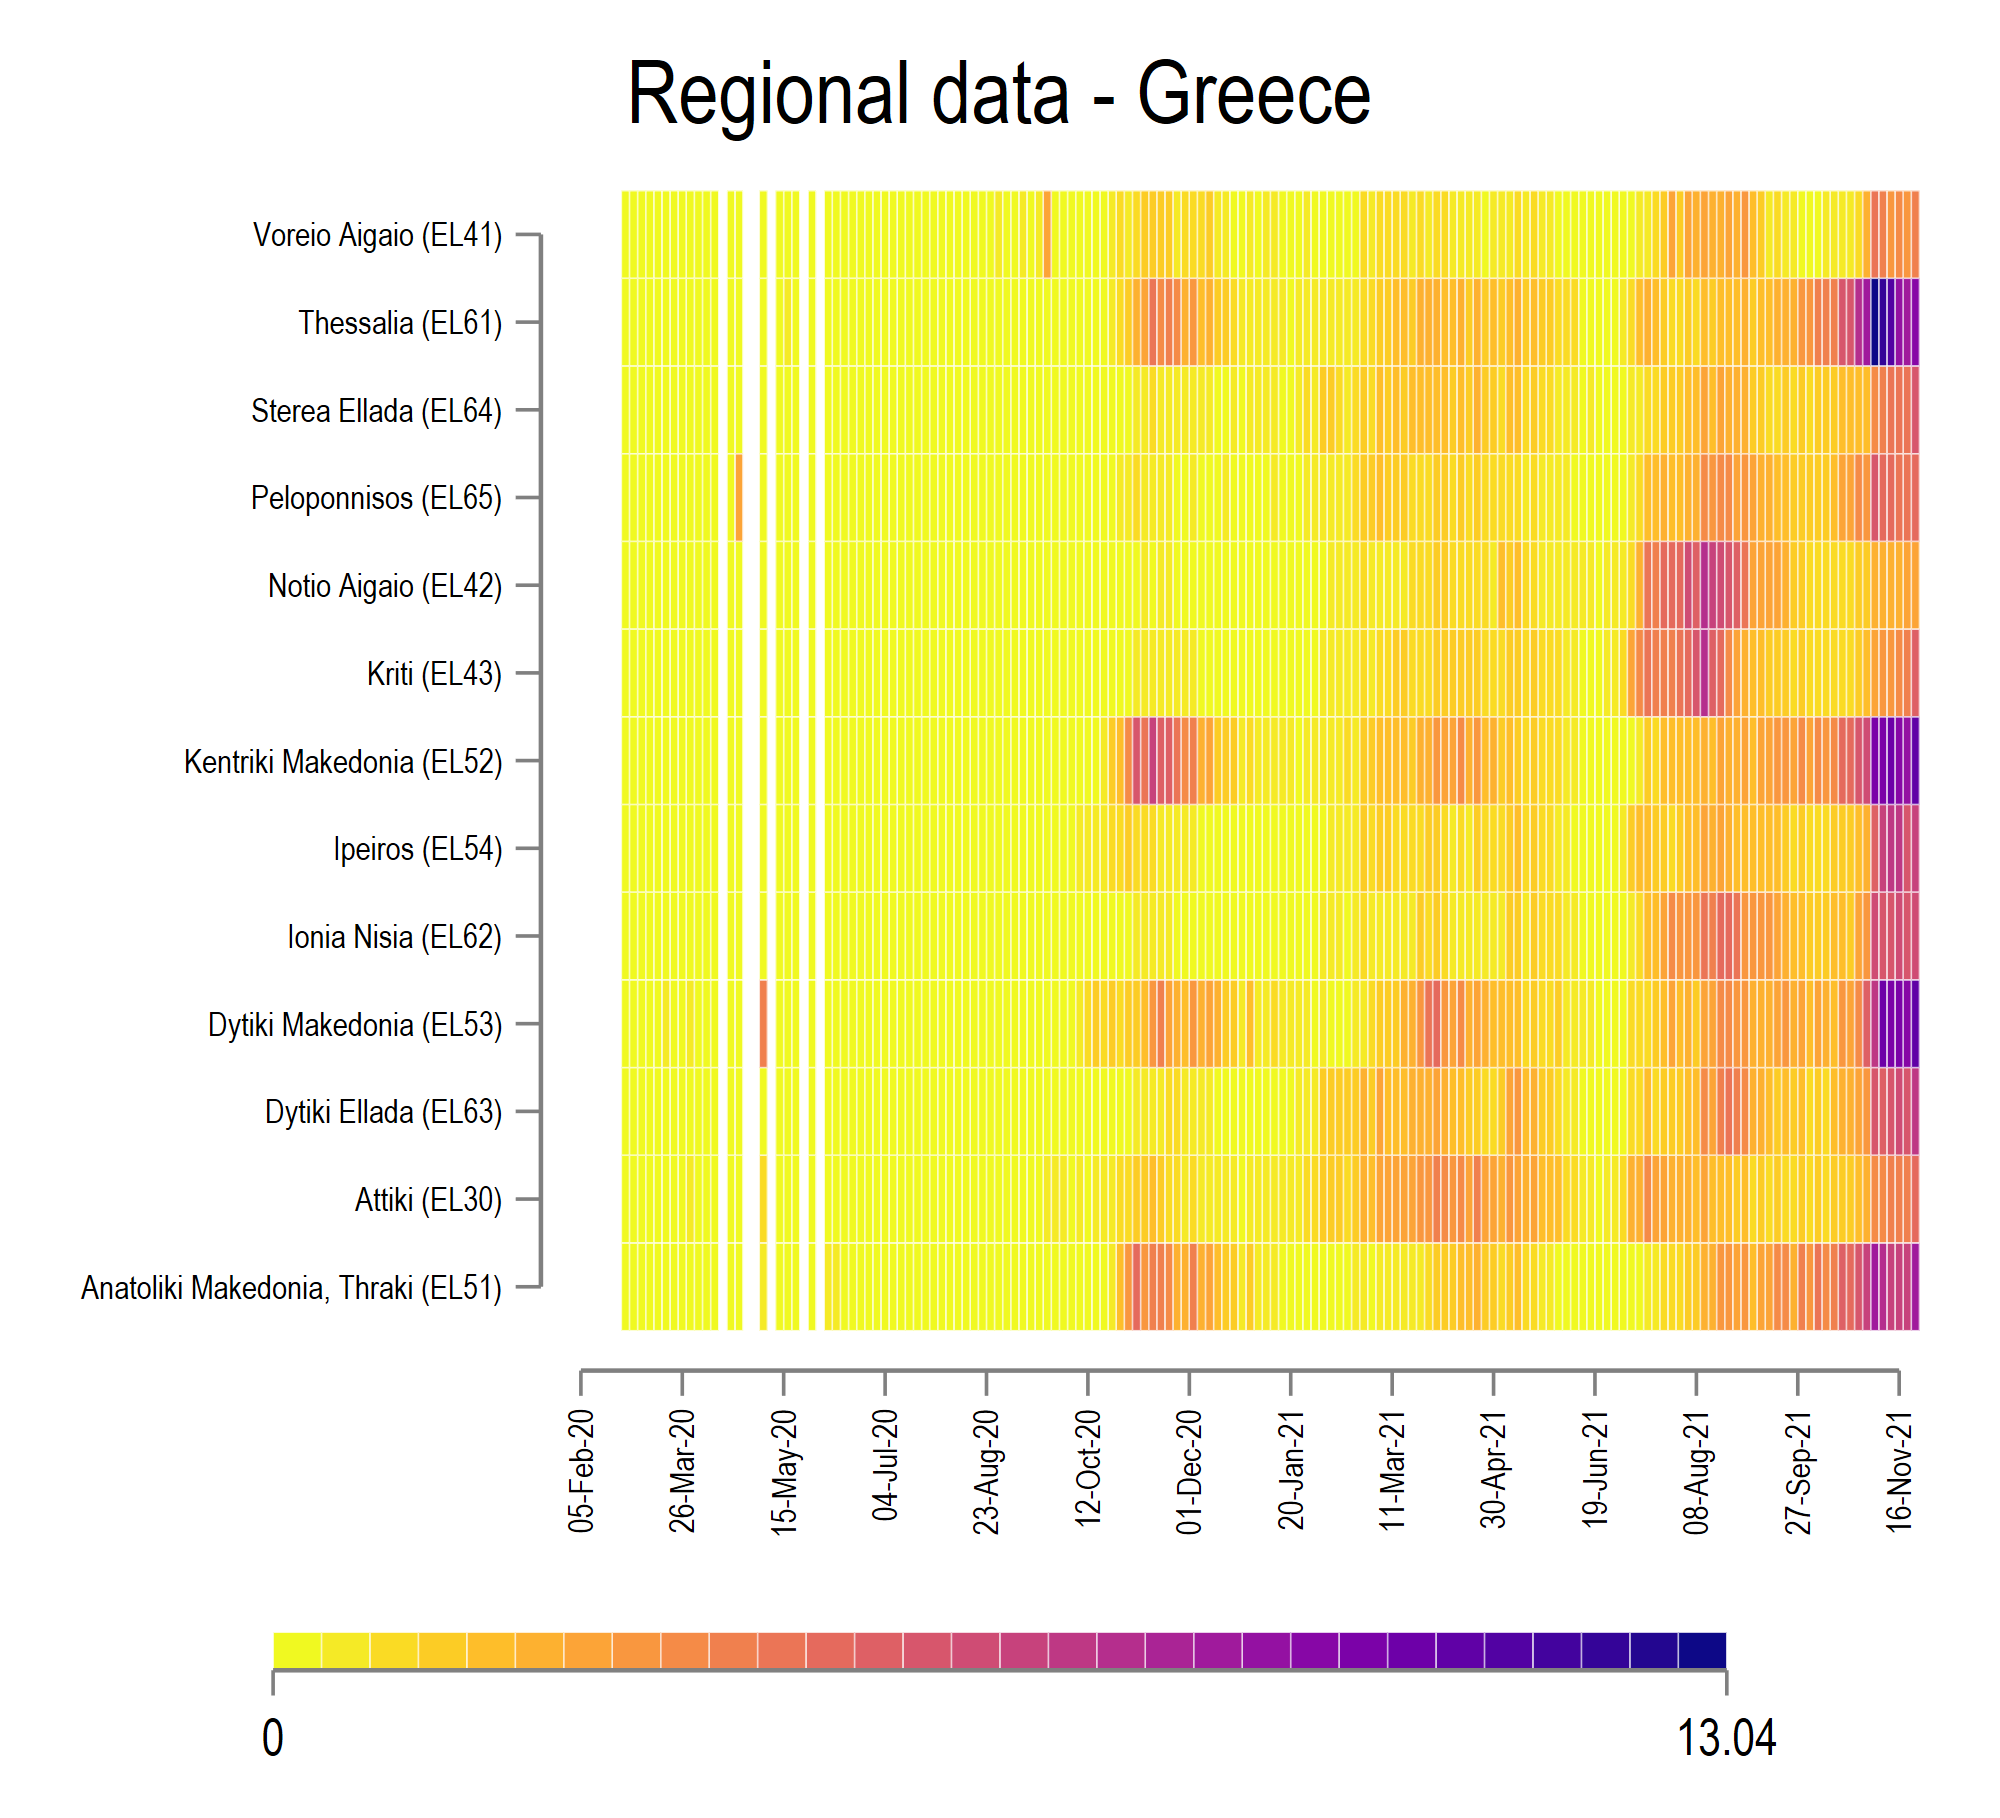 Regional data - Greece
Voreio Aigaio (EL41)
Thessalia (EL61)
Sterea Ellada (EL64)
Peloponnisos (EL65)
Notio Aigaio (EL42)
Kriti (EL43)
Kentriki Makedonia (EL52)
Ipeiros (EL54)
Ionia Nisia (EL62)
Dytiki Makedonia (EL53)
Dytiki Ellada (EL63)
Attiki (EL30)
Anatoliki Makedonia, Thraki (EL51)
05-Feb-20
26-Mar-20
15-May-20
04-Jul-20
23-Aug-20
12-Oct-20
01-Dec-20
20-Jan-21
11-Mar-21
30-Apr-21
19-Jun-21
08-Aug-21
27-Sep-21
16-Nov-21
0
13.04